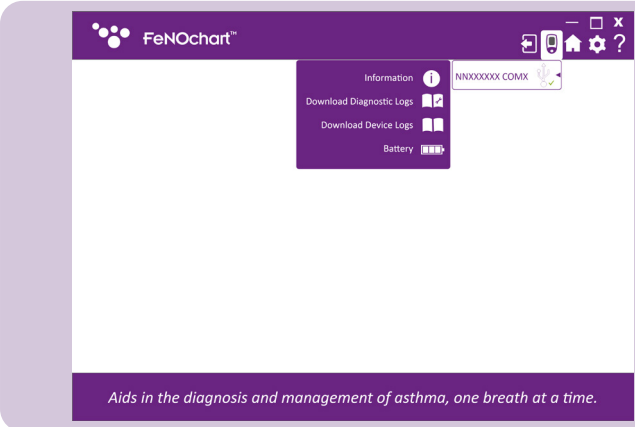 FeNOchart™
Information
NNXXXXXX COMX
Download Diagnostic Logs
Download Device Logs
Battery
Aids in the diagnosis and management of asthma, one breath at a time.